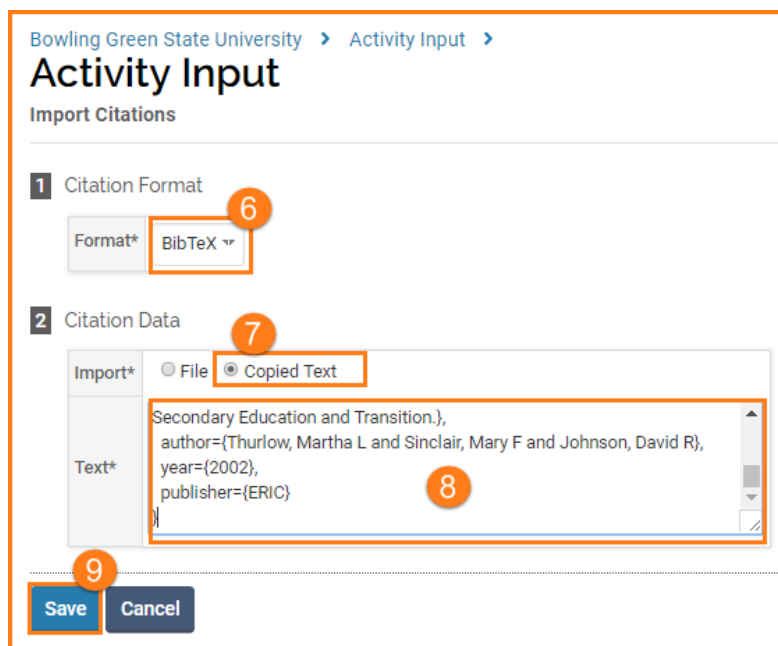 Bowling Green State University > Activity Input >
Activity Input
Import Citations
1 Citation Format
6
Format* BibTeX
2 Citation Data
7
Import* File Copied Text
Secondary Education and Transition.},
author={Thurlow, Martha L and Sinclair, Mary F and Johnson, David R},
Text* year={2002},
8
publisher={ERIC}
}
9
Save Cancel